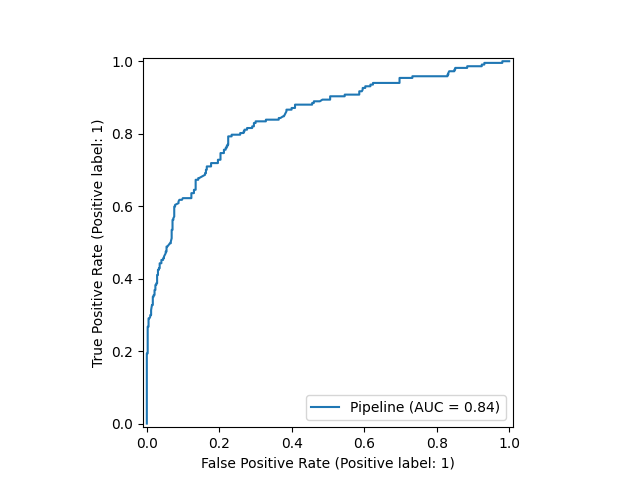 1.0
0.8
0.6
0.4
0.2
0.0
True Positive Rate (Positive label: 1)
Pipeline (AUC = 0.84)
0.0 0.2 0.4 0.6 0.8 1.0
False Positive Rate (Positive label: 1)